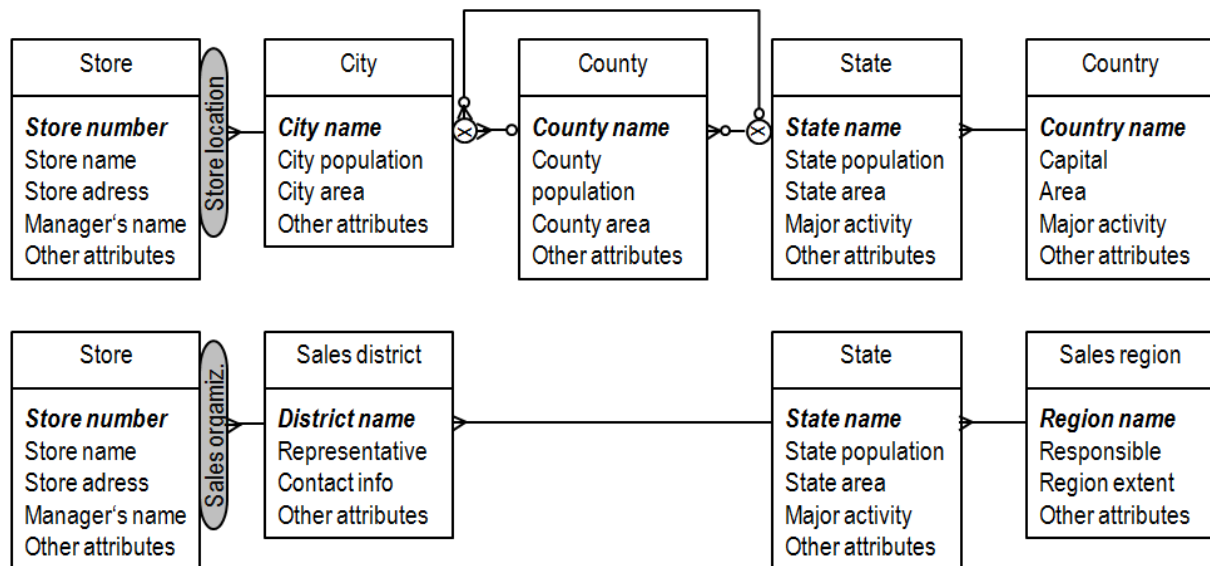 Store
Store number
Store name
Store adress
Manager‘s name
Other attributes
Store location
City
City name
City population
City area
Other attributes
X
County
County name
County
population
County area
Other attributes
X
State
State name
State population
State area
Major activity
Other attributes
Country
Country name
Capital
Area
Major activity
Other attributes
Store
Store number
Store name
Store adress
Manager‘s name
Other attributes
Sales orgamiz.
Sales district
District name
Representative
Contact info
Other attributes
State
State name
State population
State area
Major activity
Other attributes
Sales region
Region name
Responsible
Region extent
Other attributes